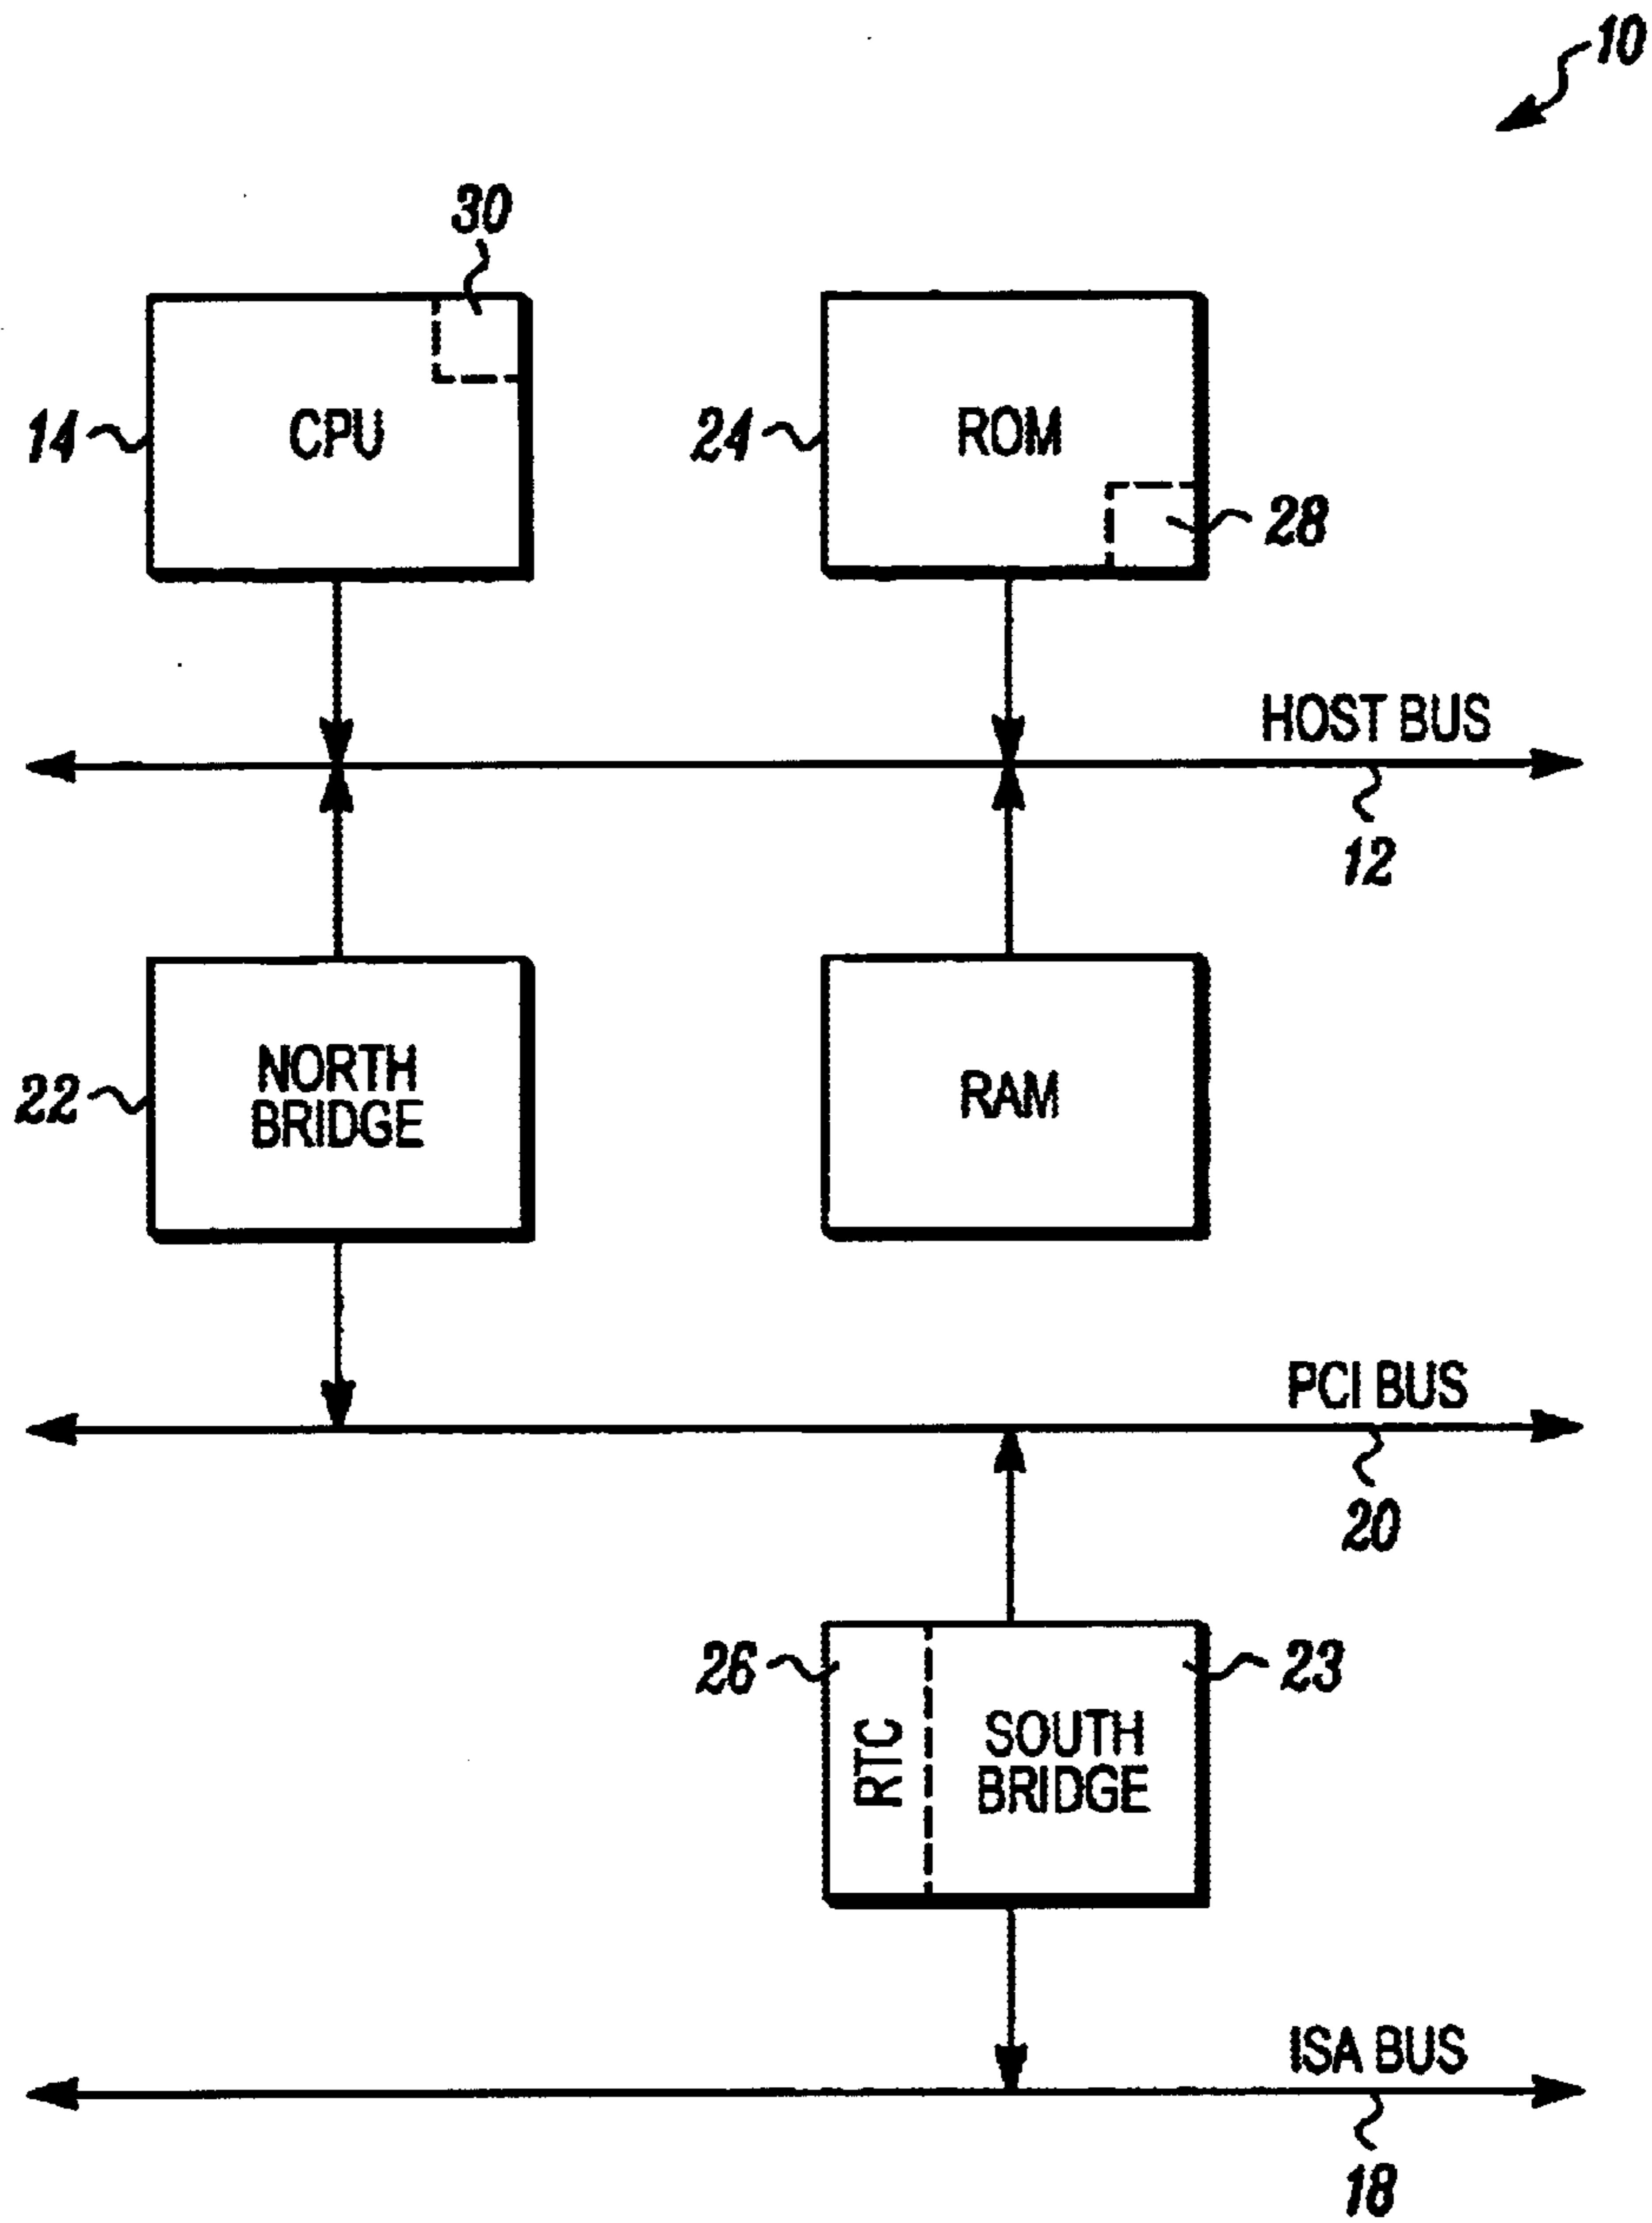 10
30
CPU
14
ROM
24
28
HOST BUS
12
NORTH
BRIDGE
22
RAM
PCI BUS
20
26
23
RTC
SOUTH
BRIDGE
ISA BUS
18